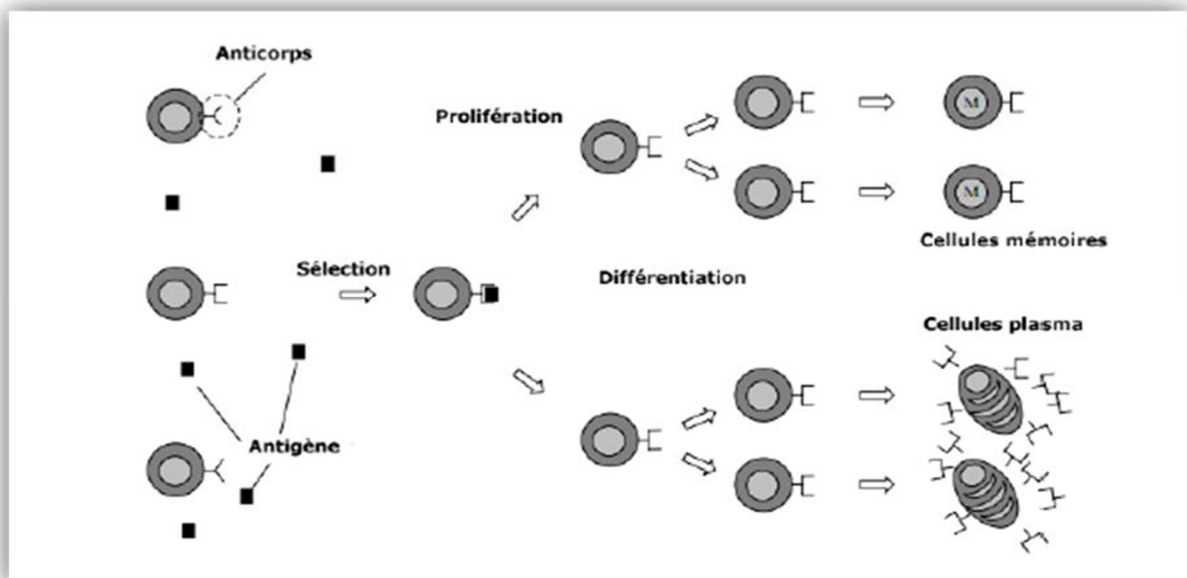 Anticorps
Prolifération
M
M
Cellules mémoires
Sélection
Différentiation
Cellules plasma
Antigène